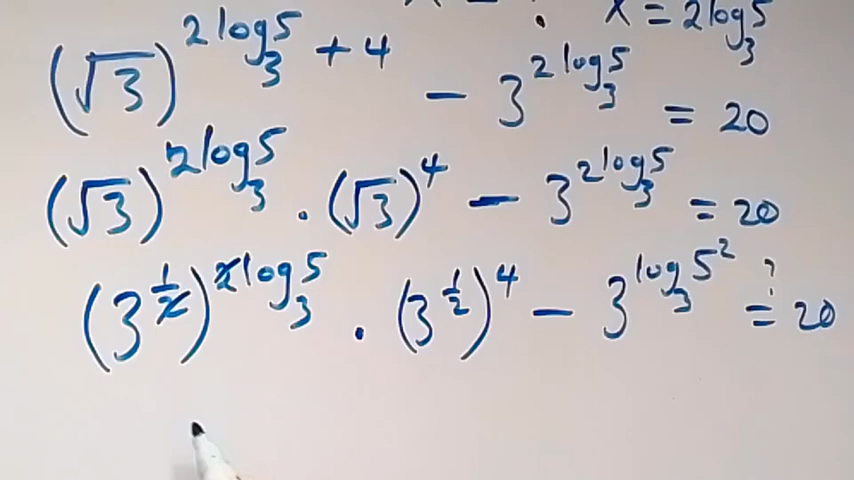 x = 2log₃5
(√3)^(2log₃5 + 4) - 3^(2log₃5) = 20
(√3)^(2log₃5) . (√3)^4 - 3^(2log₃5) = 20
(3^(1/2))^(2log₃5) . (3^(1/2))^4 - 3^(log₃5²) =? 20